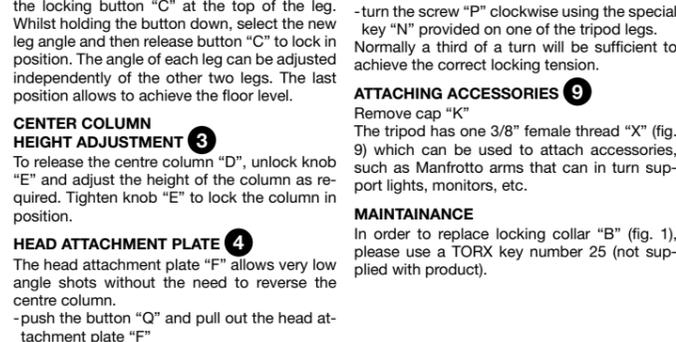 the locking button “C” at the top of the leg.
Whilst holding the button down, select the new
leg angle and then release button “C” to lock in
position. The angle of each leg can be adjusted
independently of the other two legs. The last
position allows to achieve the floor level.
CENTER COLUMN
HEIGHT ADJUSTMENT 3
To release the centre column “D”, unlock knob
“E” and adjust the height of the column as re-
quired. Tighten knob “E” to lock the column in
position.
HEAD ATTACHMENT PLATE 4
The head attachment plate “F” allows very low
angle shots without the need to reverse the
centre column.
-push the button “Q” and pull out the head at-
tachment plate “F”
-turn the screw “P” clockwise using the special
key “N” provided on one of the tripod legs.
Normally a third of a turn will be sufficient to
achieve the correct locking tension.
ATTACHING ACCESSORIES 9
Remove cap “K”
The tripod has one 3/8” female thread “X” (fig.
9) which can be used to attach accessories,
such as Manfrotto arms that can in turn sup-
port lights, monitors, etc.
MAINTAINANCE
In order to replace locking collar “B” (fig. 1),
please use a TORX key number 25 (not sup-
plied with product).